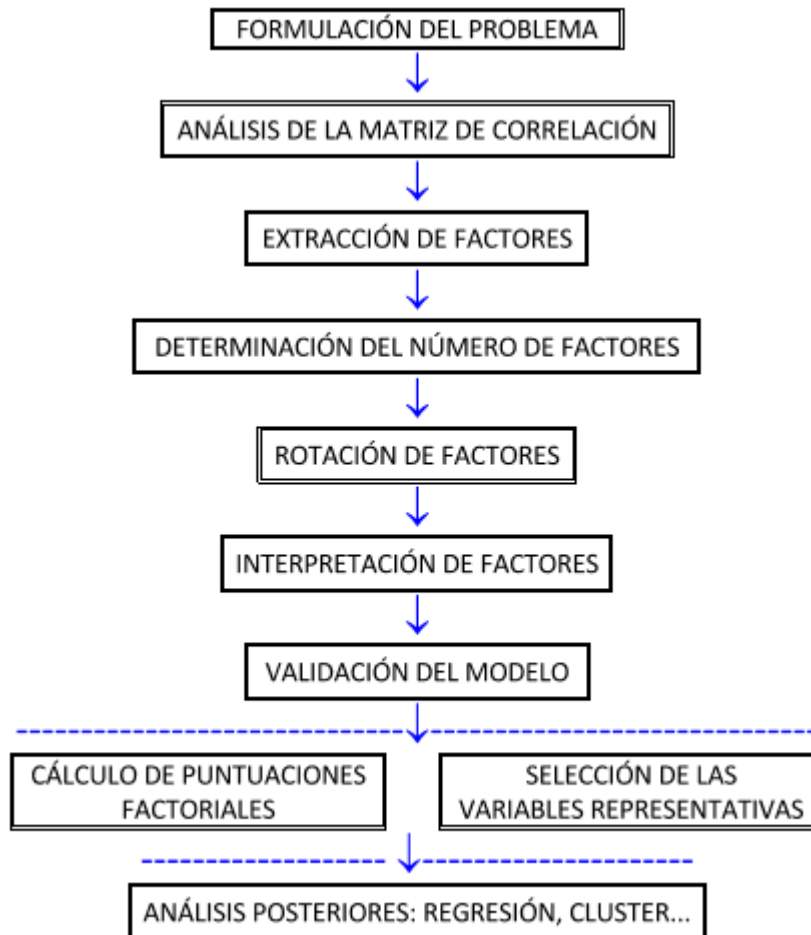 FORMULACIÓN DEL PROBLEMA
ANÁLISIS DE LA MATRIZ DE CORRELACIÓN
EXTRACCIÓN DE FACTORES
DETERMINACIÓN DEL NÚMERO DE FACTORES
ROTACIÓN DE FACTORES
INTERPRETACIÓN DE FACTORES
VALIDACIÓN DEL MODELO
CÁLCULO DE PUNTUACIONES
FACTORIALES
SELECCIÓN DE LAS
VARIABLES REPRESENTATIVAS
ANÁLISIS POSTERIORES: REGRESIÓN, CLUSTER...